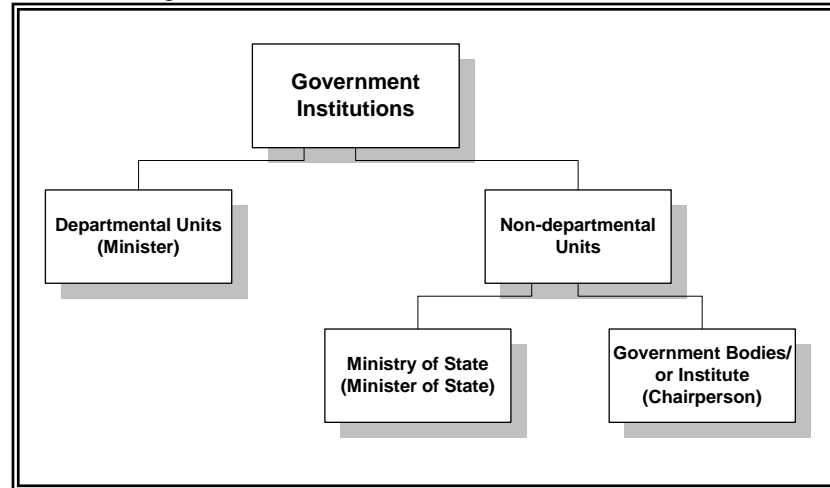 Government
Institutions
Departmental Units
(Minister)
Non-departmental
Units
Ministry of State
(Minister of State)
Government Bodies/
or Institute
(Chairperson)